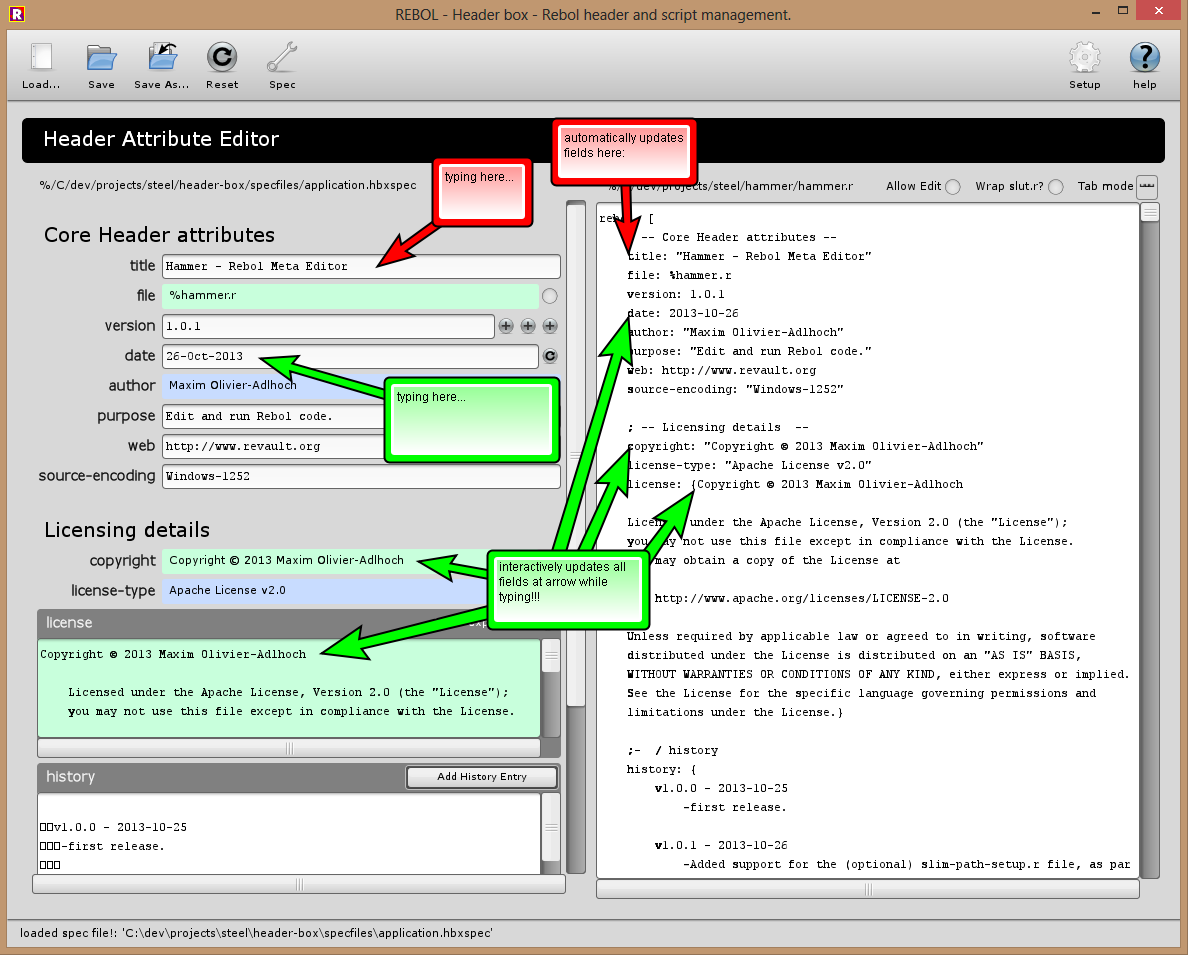 REBOL - Header box - Rebol header and script management.
Load...
Save
Save As...
Reset
Spec
Setup
help
Header Attribute Editor
%/C/dev/projects/steel/header-box/specfiles/application.hbxspec
typing here...
Core Header attributes
title
Hammer - Rebol Meta Editor
file
%hammer.r
version
1.0.1
date
26-Oct-2013
author
Maxim Olivier-Adlhoch
typing here...
purpose
Edit and run Rebol code.
web
http://www.revault.org
source-encoding
Windows-1252
Licensing details
copyright
Copyright © 2013 Maxim Olivier-Adlhoch
license-type
Apache License v2.0
license
Copyright © 2013 Maxim Olivier-Adlhoch
Licensed under the Apache License, Version 2.0 (the "License");
you may not use this file except in compliance with the License.
history
Add History Entry
v1.0.0 - 2013-10-25
-first release.
automatically updates
fields here:
/dev/projects/steel/hammer/hammer.r
Allow Edit
Wrap slut.r?
Tab mode
[
-- Core Header attributes --
title: "Hammer - Rebol Meta Editor"
file: %hammer.r
version: 1.0.1
date: 2013-10-26
author: "Maxim Olivier-Adlhoch"
purpose: "Edit and run Rebol code."
web: http://www.revault.org
source-encoding: "Windows-1252"
; -- Licensing details --
copyright: "Copyright © 2013 Maxim Olivier-Adlhoch"
license-type: "Apache License v2.0"
license: {Copyright © 2013 Maxim Olivier-Adlhoch
under the Apache License, Version 2.0 (the "License");
you may not use this file except in compliance with the License.
may obtain a copy of the License at
http://www.apache.org/licenses/LICENSE-2.0
Unless required by applicable law or agreed to in writing, software
distributed under the License is distributed on an "AS IS" BASIS,
WITHOUT WARRANTIES OR CONDITIONS OF ANY KIND, either express or implied.
See the License for the specific language governing permissions and
limitations under the License.}
;- / history
history: {
v1.0.0 - 2013-10-25
-first release.
v1.0.1 - 2013-10-26
-Added support for the (optional) slim-path-setup.r file, as par
interactively updates all
fields at arrow while
typing!!!
loaded spec file!: 'C:\dev\projects\steel\header-box\specfiles\application.hbxspec'